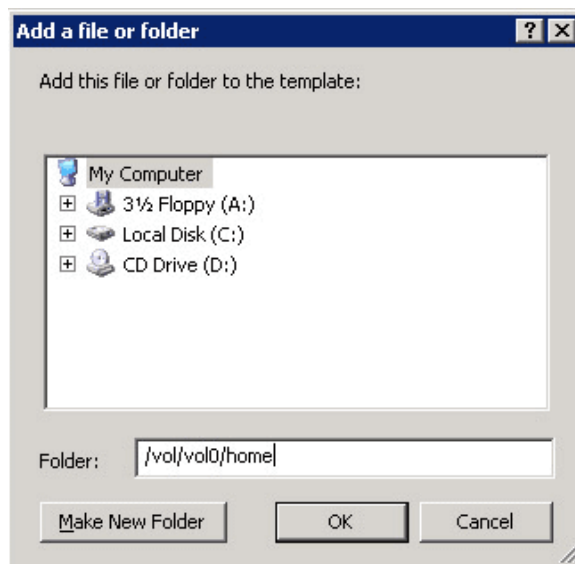 Add a file or folder
Add this file or folder to the template:
My Computer
3½ Floppy (A:)
Local Disk (C:)
CD Drive (D:)
Folder: /vol/vol0/home
Make New Folder OK Cancel